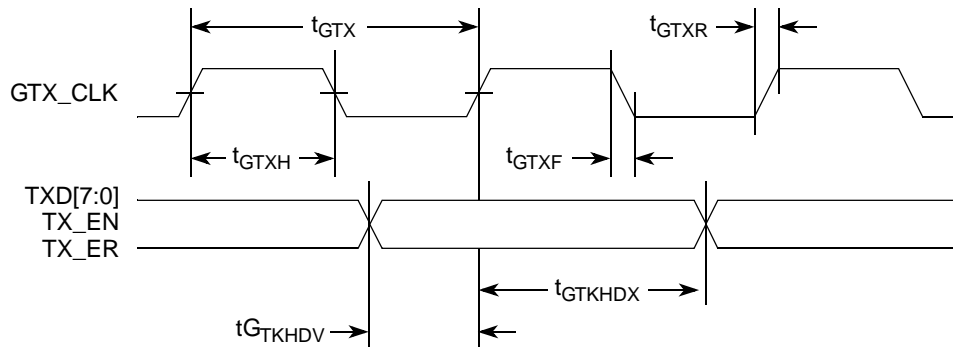 tGTX
tGTXR
GTX_CLK
tGTXH
tGTXF
TXD[7:0]
TX_EN
TX_ER
tGTKHDX
tGTKHDV